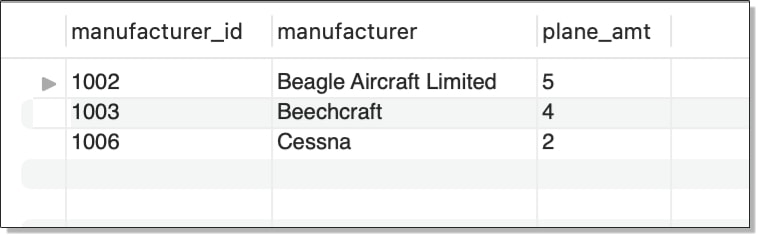 manufacturer_id manufacturer plane_amt
1002 Beagle Aircraft Limited 5
1003 Beechcraft 4
1006 Cessna 2